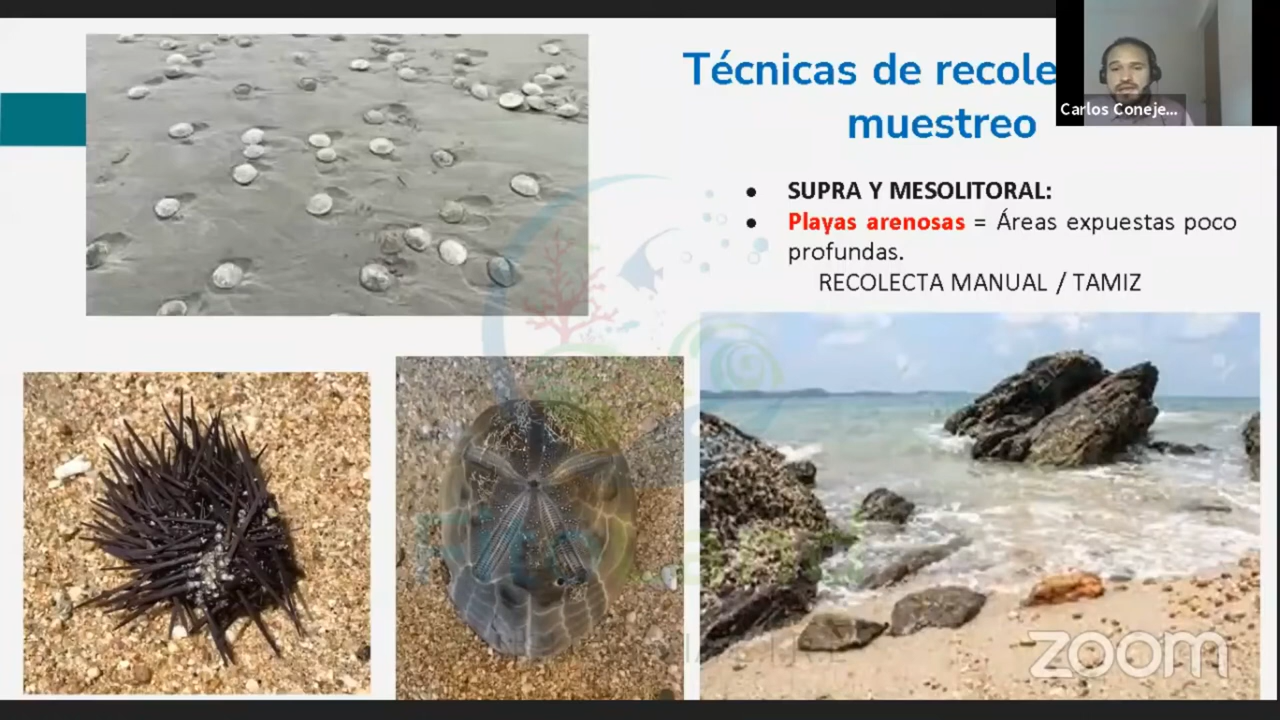 Técnicas de recole
muestreo
Carlos Coneje...
• SUPRA Y MESOLITORAL:
• Playas arenosas = Áreas expuestas poco
profundas.
RECOLECTA MANUAL / TAMIZ
zoom